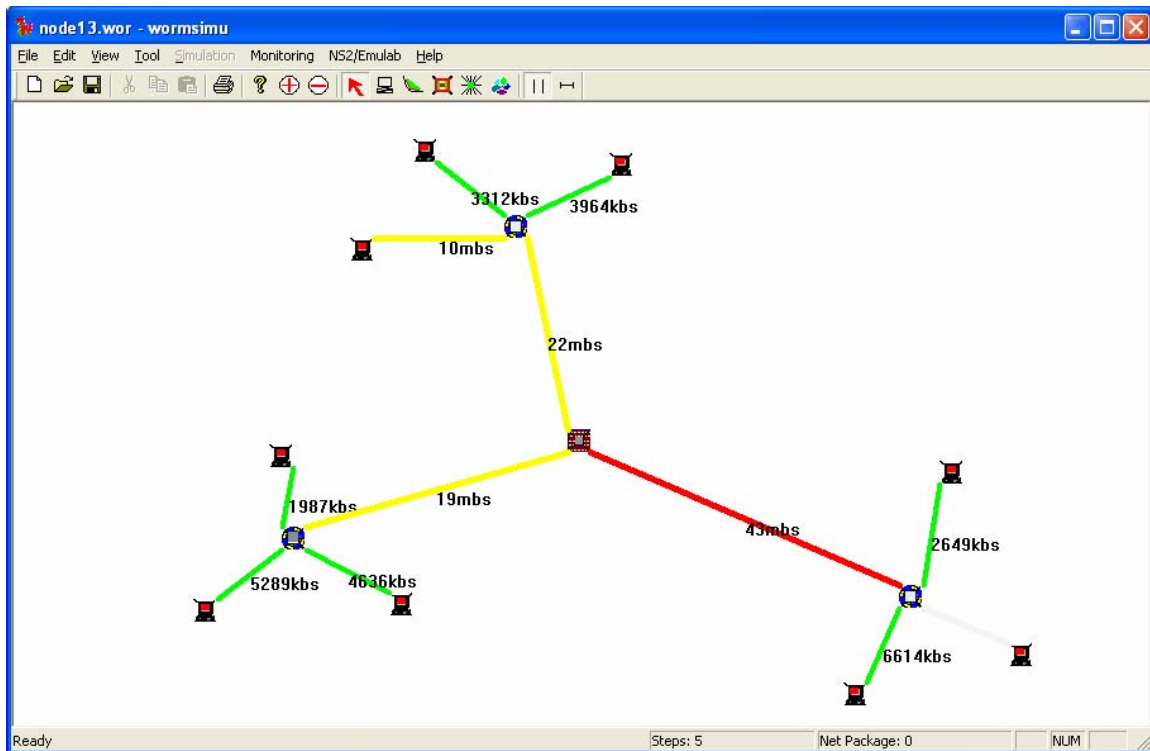 node13.wor - wormsimu
File Edit View Tool Simulation Monitoring NS2/Emulab Help
3312kbs
3964kbs
10mbs
22mbs
19mbs
1987kbs
5289kbs
4636kbs
43mbs
2649kbs
6614kbs
Ready Steps: 5 Net Package: 0 NUM